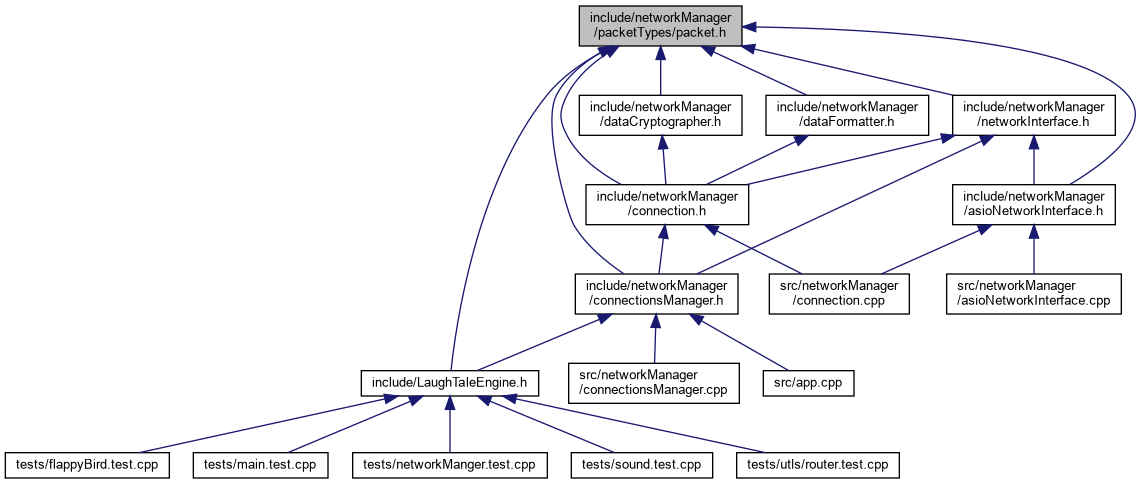 include/networkManager
/packetTypes/packet.h
include/networkManager
/dataCryptographer.h
include/networkManager
/dataFormatter.h
include/networkManager
/networkInterface.h
include/networkManager
/connection.h
include/networkManager
/asioNetworkInterface.h
include/networkManager
/connectionsManager.h
src/networkManager
/connection.cpp
src/networkManager
/asioNetworkInterface.cpp
include/LaughTaleEngine.h
src/networkManager
/connectionsManager.cpp
src/app.cpp
tests/flappyBird.test.cpp
tests/main.test.cpp
tests/networkManger.test.cpp
tests/sound.test.cpp
tests/utls/router.test.cpp